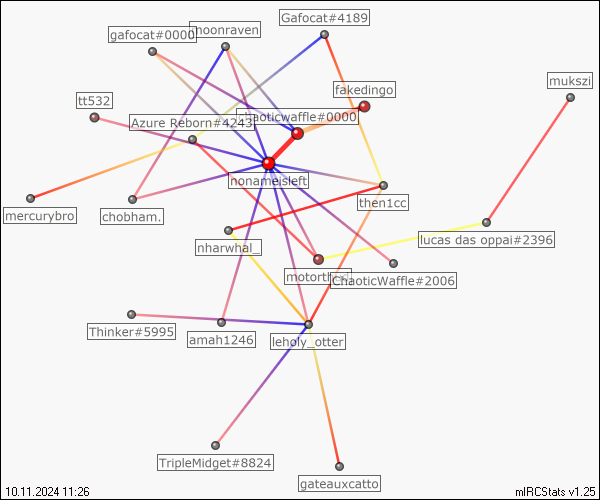 Gafocat#4189
gafocat#0000
moonraven
fakedingo
mukszi
tt532
chaoticwaffle#0000
Azure Reborn#4243
nonameisleft
then1cc
mercurybro
chobham.
nharwhal_
lucas das oppai#2396
ChaoticWaffle#2006
Thinker#5995
amah1246
leholy_otter
TripleMidget#8824
gateauxcatto
10.11.2024 11:26
mIRCStats v1.25